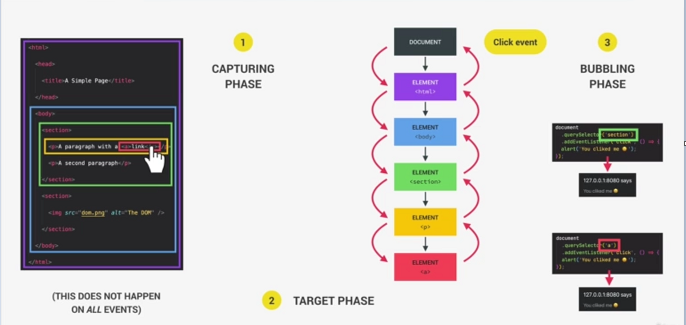 <html>
<head>
<title>A Simple Page</title>
</head>
<body>
<section>
<p>A paragraph with a <a>link
<p>A second paragraph</p>
</section>
<section>
<img src="dom.png" alt="The DOM" />
</section>
</body>
</html>
(THIS DOES NOT HAPPEN
ON ALL EVENTS)
1
CAPTURING
PHASE
DOCUMENT
ELEMENT
<html>
ELEMENT
<body>
ELEMENT
<section>
ELEMENT
<p>
ELEMENT
<a>
Click event
2 TARGET PHASE
3
BUBBLING
PHASE
document
.querySelector('section')
.addEventListener('click', () => {
alert('You cliked me 😀');
});
127.0.0.1:8080 says
You cliked me 😀
document
.querySelector('a')
.addEventListener('click', () => {
alert('You cliked me 😀');
});
127.0.0.1:8080 says
You cliked me 😀